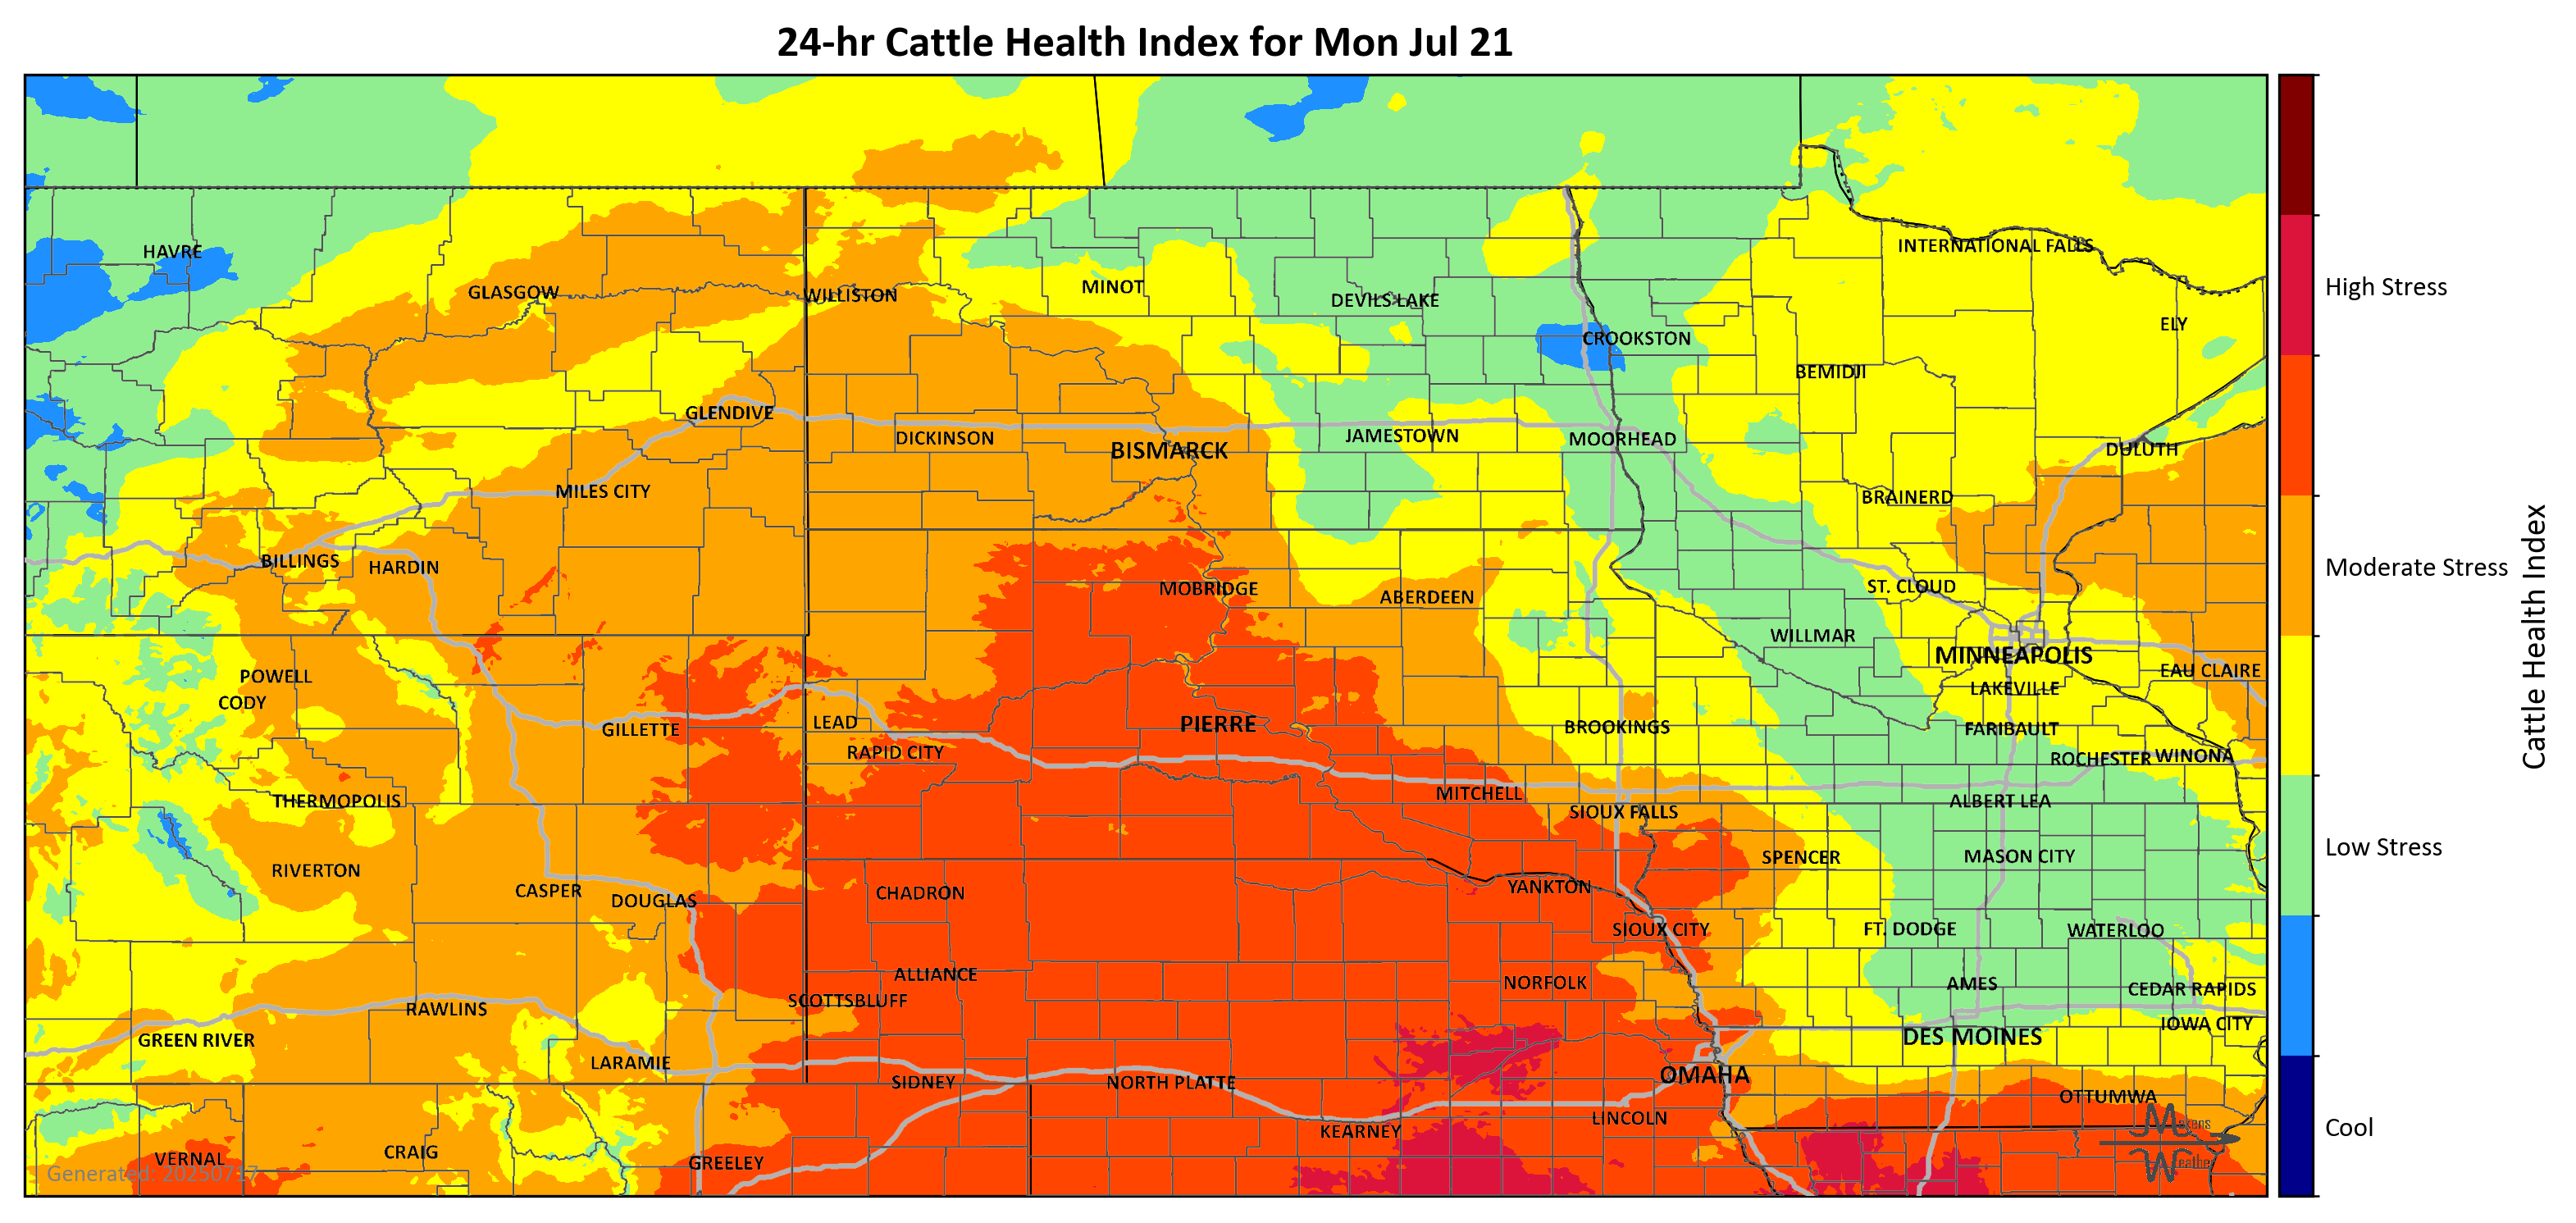 24-hr Cattle Health Index for Mon Jul 21
HAVRE
INTERNATIONAL FALLS
High Stress
GLASGOW
WILLISTON
MINOT
DEVILS LAKE
ELY
CROOKSTON
BEMIDJI
GLENDIVE
DICKINSON
BISMARCK
JAMESTOWN
MOORHEAD
DULUTH
MILES CITY
BRAINERD
BILLINGS
HARDIN
Moderate Stress
MOBRIDGE
ABERDEEN
ST. CLOUD
WILLMAR
MINNEAPOLIS
Cattle Health Index
POWELL
EAU CLAIRE
CODY
LAKEVILLE
GILLETTE
LEAD
PIERRE
BROOKINGS
FARIBAULT
RAPID CITY
ROCHESTER
WINONA
THERMOPOLIS
MITCHELL
ALBERT LEA
SIOUX FALLS
Low Stress
RIVERTON
SPENCER
MASON CITY
CASPER
DOUGLAS
CHADRON
YANKTON
SIOUX CITY
FT. DODGE
WATERLOO
ALLIANCE
NORFOLK
AMES
CEDAR RAPIDS
SCOTTSBLUFF
RAWLINS
IOWA CITY
GREEN RIVER
DES MOINES
LARAMIE
SIDNEY
NORTH PLATTE
OMAHA
OTTUMWA
LINCOLN
Makens
Weather
KEARNEY
Cool
VERNAL
CRAIG
GREELEY
Generated: 20250717